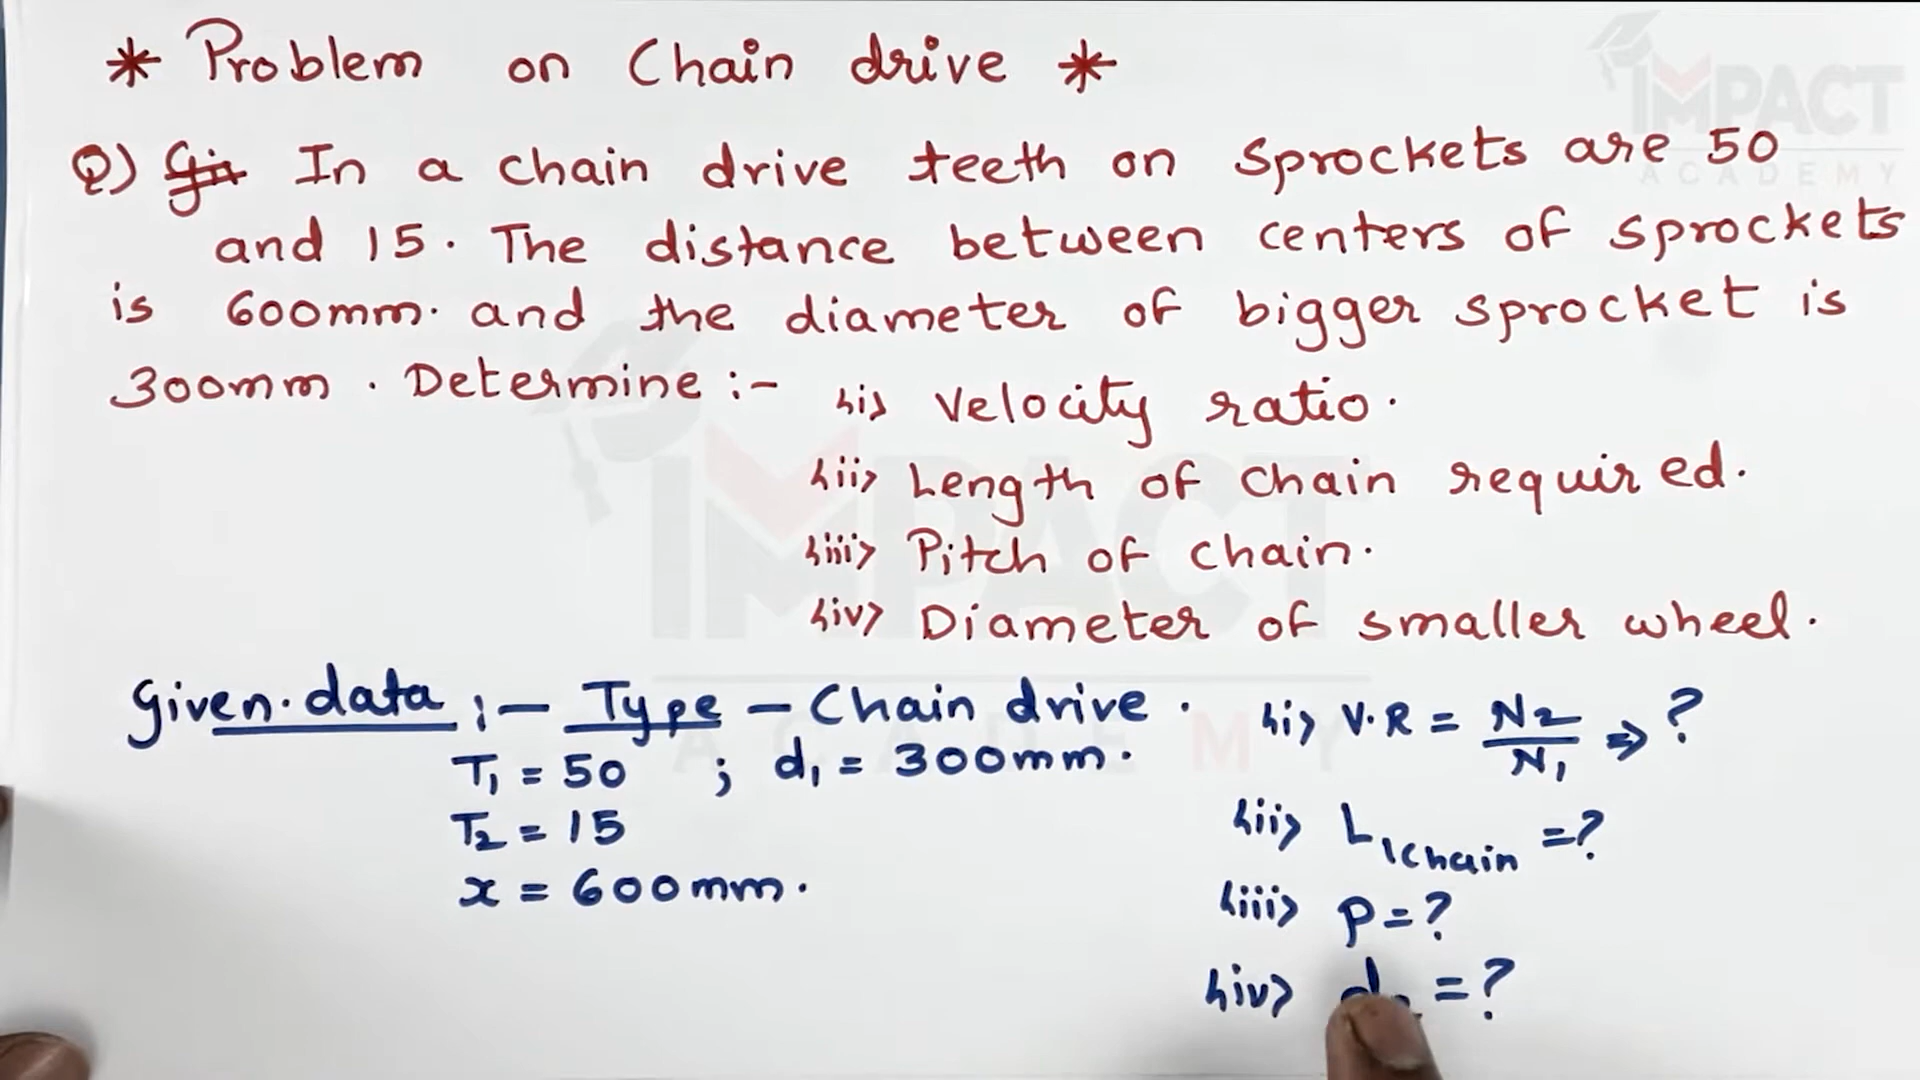 * Problem on Chain drive *
IMPACT
ACADEMY
Q) In a chain drive teeth on sprockets are 50
and 15. The distance between centers of sprockets
is 600mm. and the diameter of bigger sprocket is
300mm. Determine :-
(i) Velocity ratio.
(ii) Length of chain required.
(iii) Pitch of chain.
(iv) Diameter of smaller wheel.
IMPACT
ACADEMY
Given data :- Type - Chain drive.
T₁ = 50 ; d₁ = 300mm.
T₂ = 15
x = 600mm.
(i) V.R = N₂/N₁ ⇒ ?
(ii) L, chain = ?
(iii) P = ?
(iv) = ?